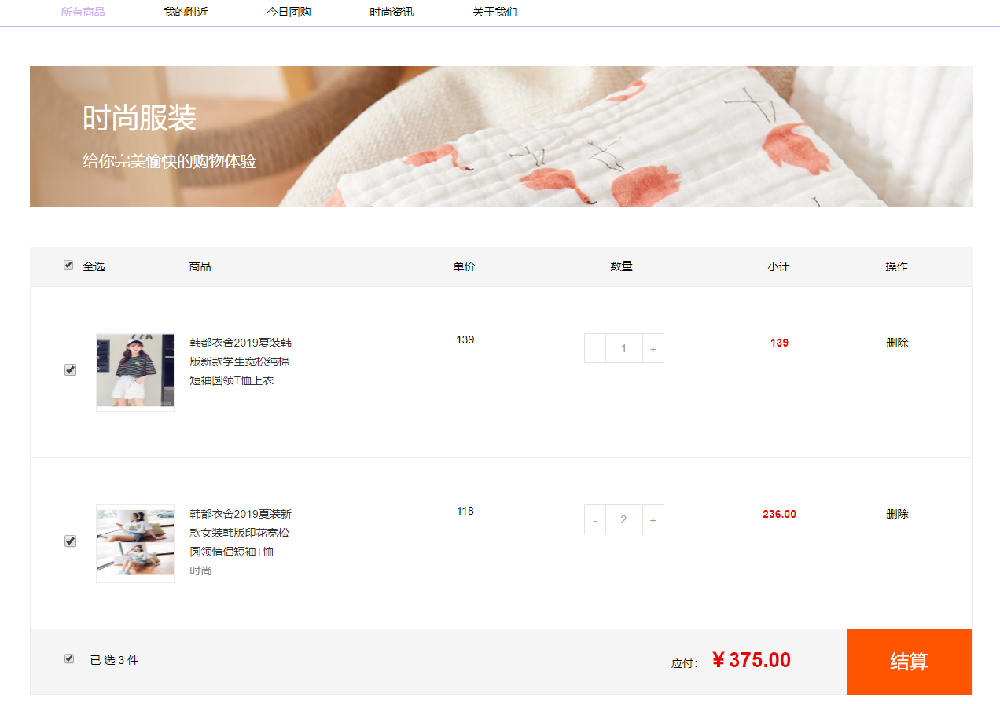 所有商品 我的附近 今日团购 时尚资讯 关于我们
时尚服装
给你完美愉快的购物体验
全选 商品 单价 数量 小计 操作
韩都衣舍2019夏装韩 139 - 1 + 139 删除
版新款学生宽松纯棉
短袖圆领T恤上衣
韩都衣舍2019夏装新 118 - 2 + 236.00 删除
款女装韩版印花宽松
圆领情侣短袖T恤
时尚
已 选 3 件 应付： ¥ 375.00 结算